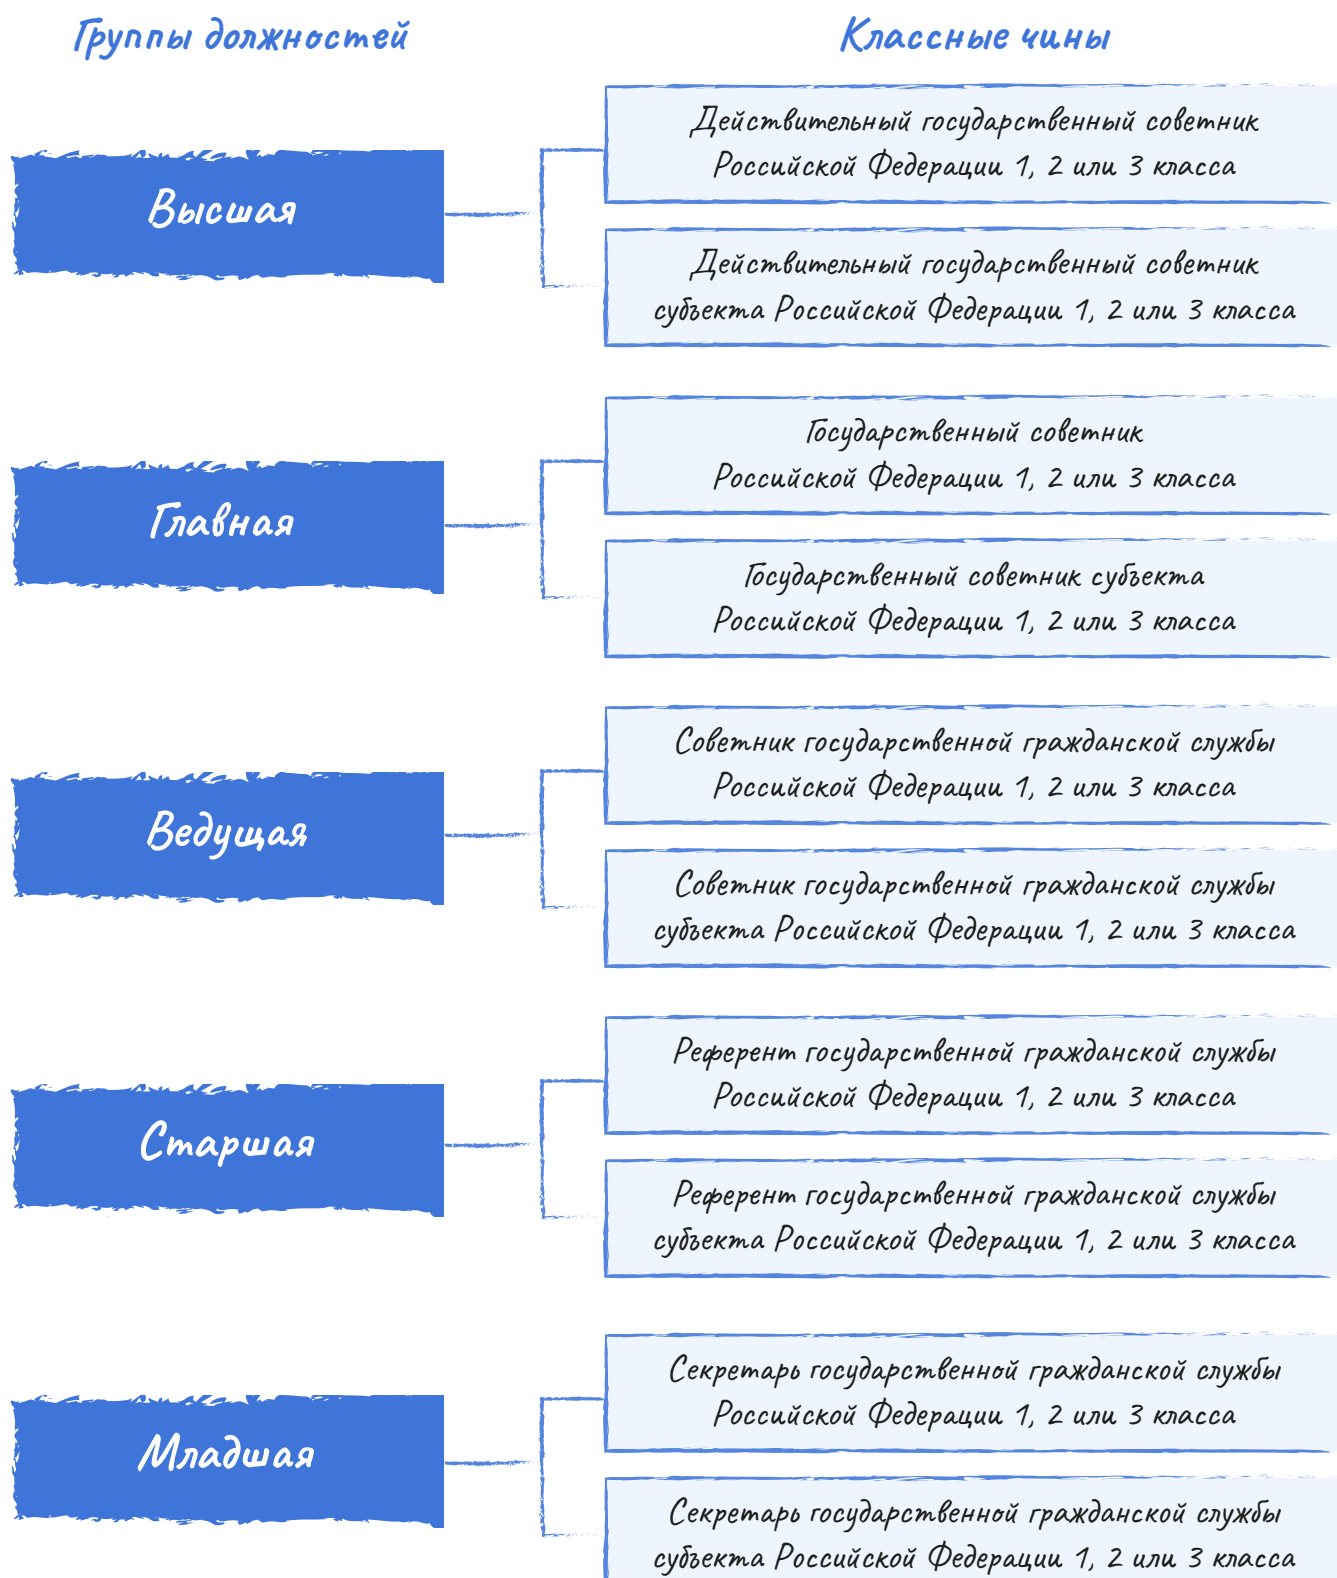 Группы должностей
Классные чины
Высшая
Действительный государственный советник
Российской Федерации 1, 2 или 3 класса
Действительный государственный советник
субъекта Российской Федерации 1, 2 или 3 класса
Главная
Государственный советник
Российской Федерации 1, 2 или 3 класса
Государственный советник субъекта
Российской Федерации 1, 2 или 3 класса
Ведущая
Советник государственной гражданской службы
Российской Федерации 1, 2 или 3 класса
Советник государственной гражданской службы
субъекта Российской Федерации 1, 2 или 3 класса
Старшая
Референт государственной гражданской службы
Российской Федерации 1, 2 или 3 класса
Референт государственной гражданской службы
субъекта Российской Федерации 1, 2 или 3 класса
Младшая
Секретарь государственной гражданской службы
Российской Федерации 1, 2 или 3 класса
Секретарь государственной гражданской службы
субъекта Российской Федерации 1, 2 или 3 класса